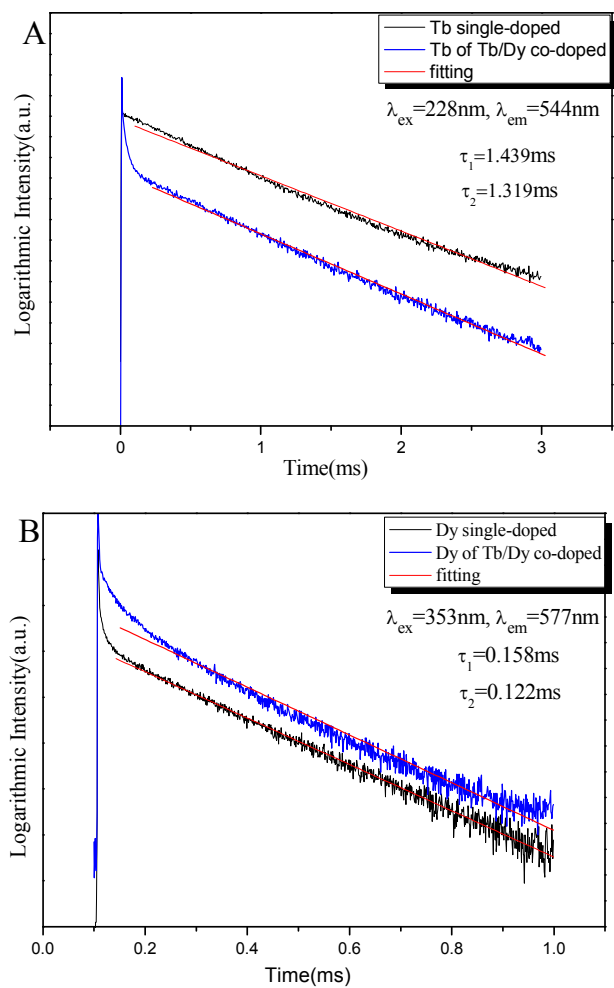 A
Tb single-doped
Tb of Tb/Dy co-doped
fitting
λex=228nm, λem=544nm
τ1=1.439ms
τ2=1.319ms
Logarithmic Intensity(a.u.)
0 1 2 3
Time(ms)
B
Dy single-doped
Dy of Tb/Dy co-doped
fitting
λex=353nm, λem=577nm
τ1=0.158ms
τ2=0.122ms
Logarithmic Intensity(a.u.)
0.0 0.2 0.4 0.6 0.8 1.0
Time(ms)